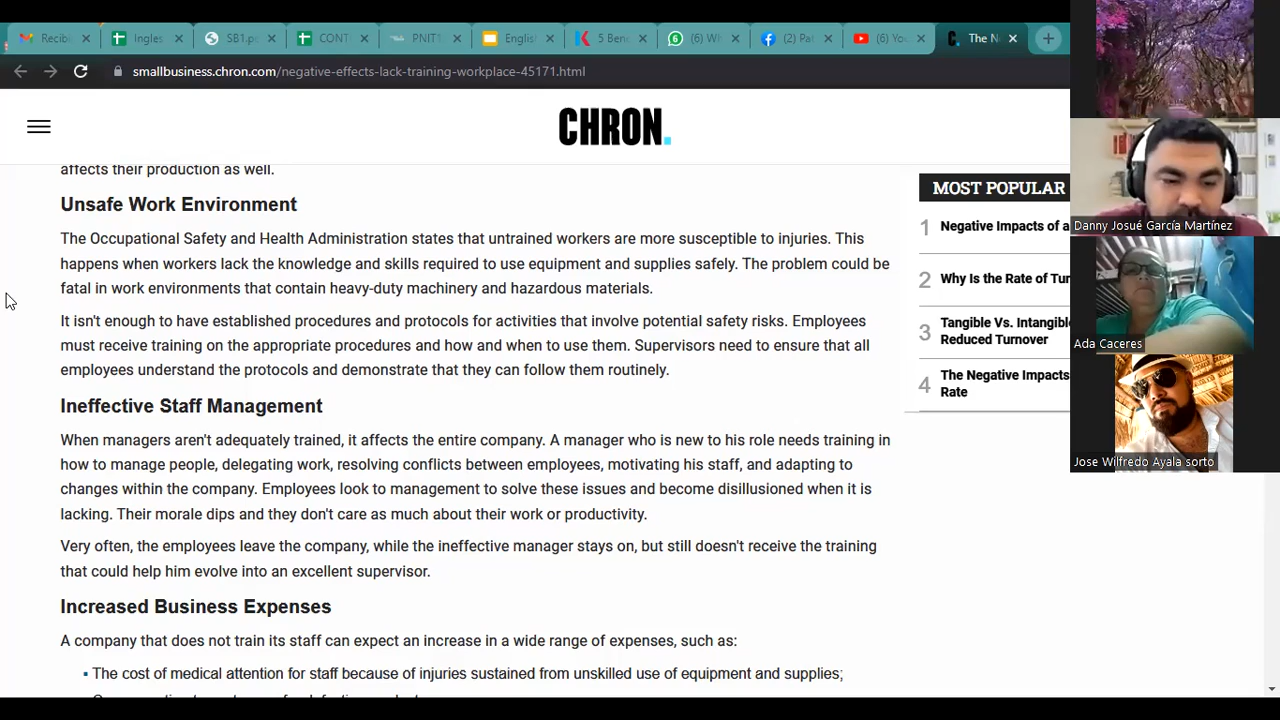 Recibi
Ingles
SB1.p
CONT
PNIT
Englis
5 Ben
(6) W
(2) Pa
(6) Yo
The N
smallbusiness.chron.com/negative-effects-lack-training-workplace-45171.html
CHRON.
affects their production as well.
Unsafe Work Environment
The Occupational Safety and Health Administration states that untrained workers are more susceptible to injuries. This
happens when workers lack the knowledge and skills required to use equipment and supplies safely. The problem could be
fatal in work environments that contain heavy-duty machinery and hazardous materials.
It isn't enough to have established procedures and protocols for activities that involve potential safety risks. Employees
must receive training on the appropriate procedures and how and when to use them. Supervisors need to ensure that all
employees understand the protocols and demonstrate that they can follow them routinely.
Ineffective Staff Management
When managers aren't adequately trained, it affects the entire company. A manager who is new to his role needs training in
how to manage people, delegating work, resolving conflicts between employees, motivating his staff, and adapting to
changes within the company. Employees look to management to solve these issues and become disillusioned when it is
lacking. Their morale dips and they don't care as much about their work or productivity.
Very often, the employees leave the company, while the ineffective manager stays on, but still doesn't receive the training
that could help him evolve into an excellent supervisor.
Increased Business Expenses
A company that does not train its staff can expect an increase in a wide range of expenses, such as:
▪ The cost of medical attention for staff because of injuries sustained from unskilled use of equipment and supplies;
MOST POPULAR
1 Negative Impacts of a
2 Why Is the Rate of Tur
3 Tangible Vs. Intangible
Reduced Turnover
4 The Negative Impacts
Rate
Danny Josué García Martínez
Ada Caceres
Jose Wilfredo Ayala sorto